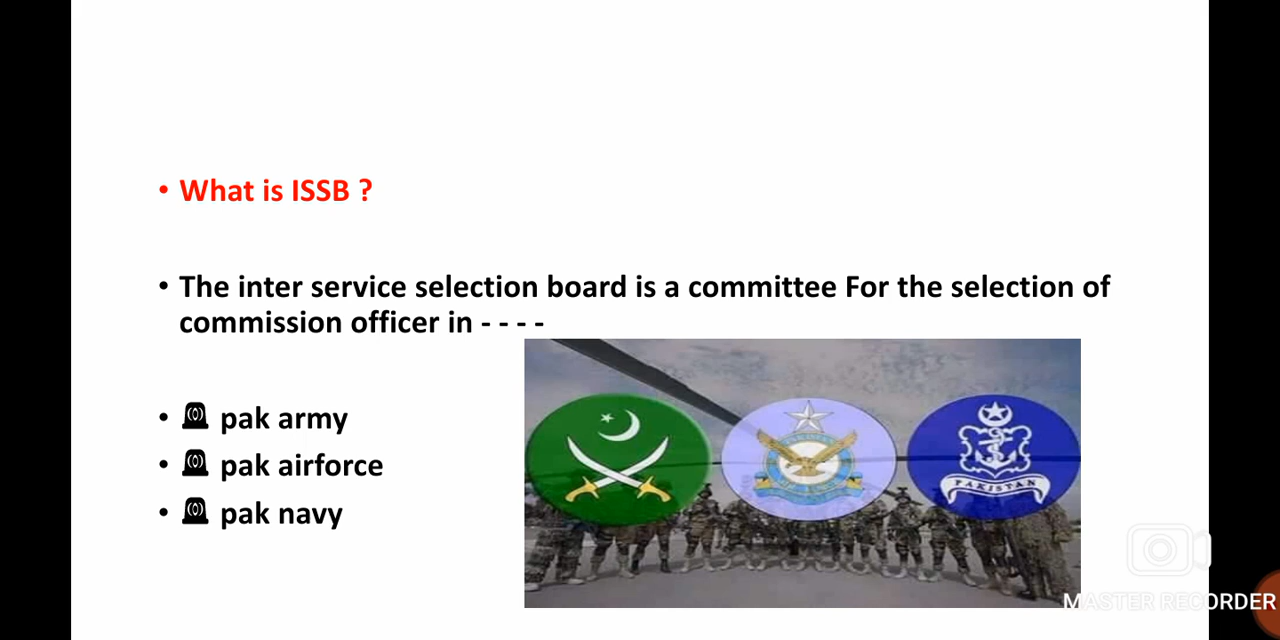 • What is ISSB ?
• The inter service selection board is a committee For the selection of
commission officer in - - - -
• pak army
• pak airforce
• pak navy
PAKISTAN
MASTER RECORDER